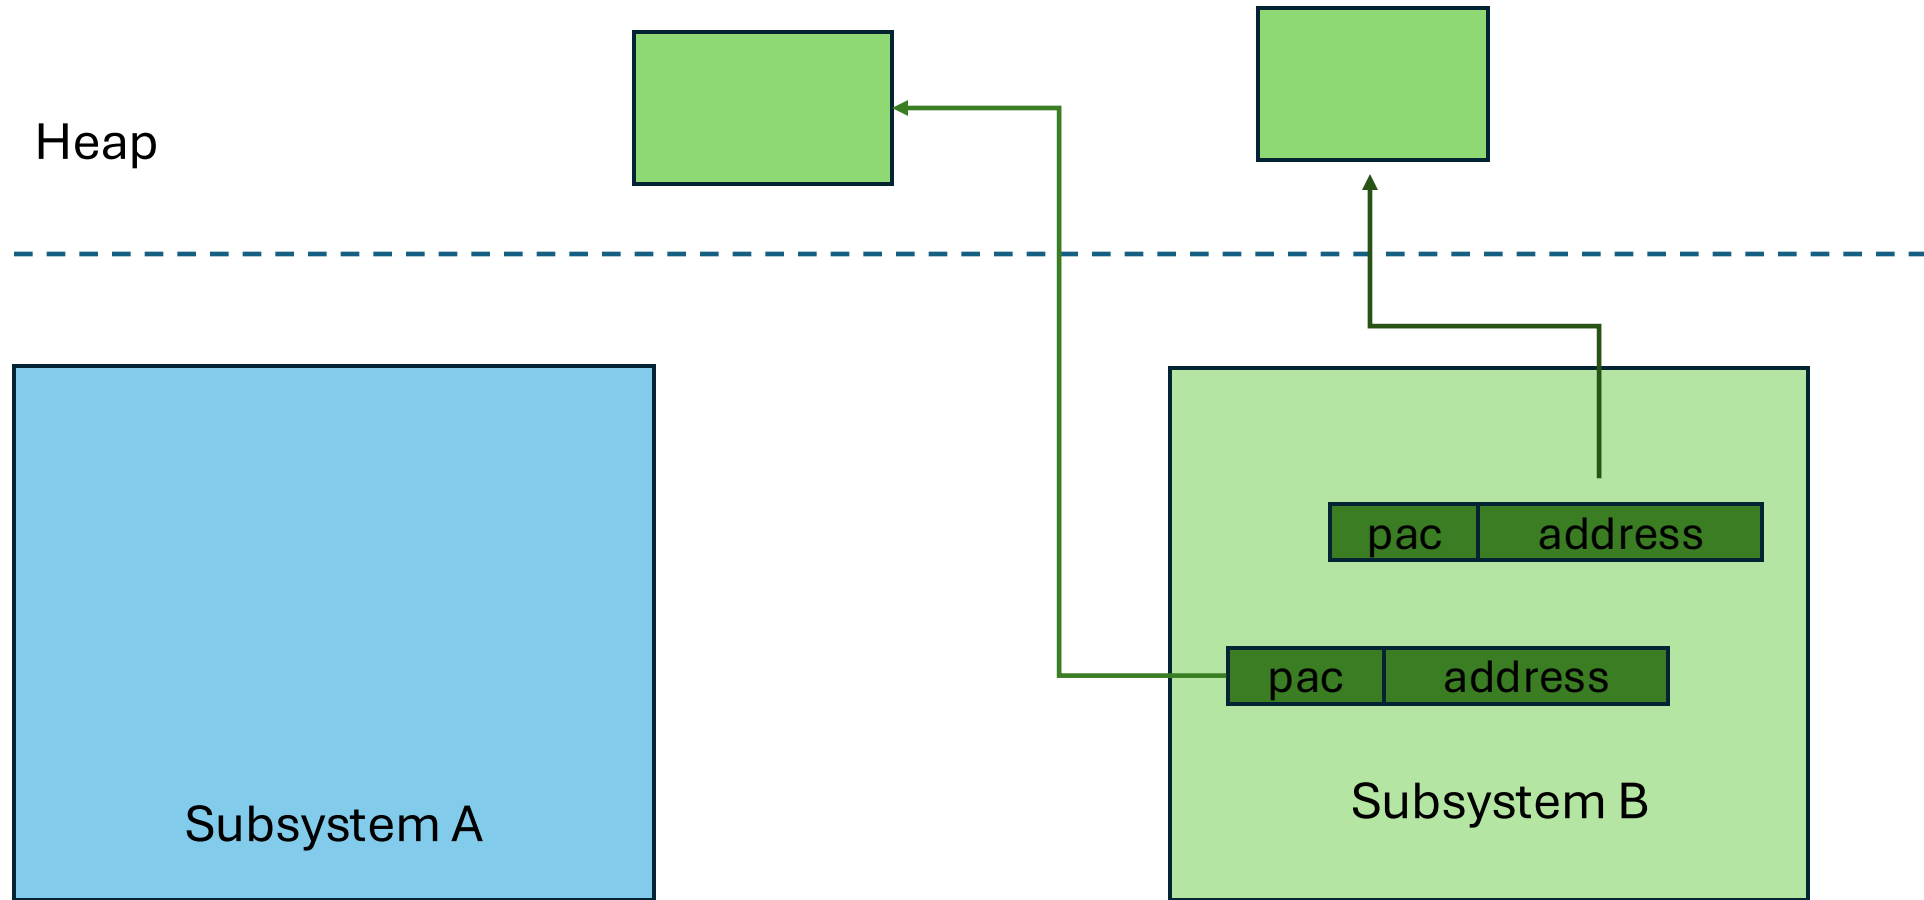 Heap
pac address
pac address
Subsystem A
Subsystem B